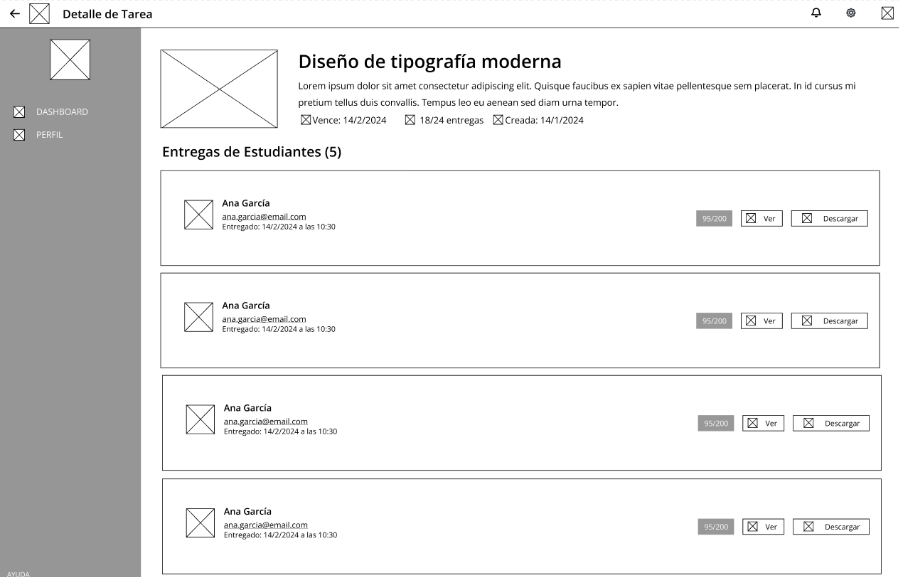 Detalle de Tarea
DASHBOARD
PERFIL
Diseño de tipografía moderna
Lorem ipsum dolor sit amet consectetur adipiscing elit. Quisque faucibus ex sapien vitae pellentesque sem placerat. In id cursus mi
pretium tellus duis convallis. Tempus leo eu aenean sed diam urna tempor.
Vence: 14/2/2024 18/24 entregas Creada: 14/1/2024
Entregas de Estudiantes (5)
Ana García
ana.garcia@email.com
Entregado: 14/2/2024 a las 10:30
95/200 Ver Descargar
Ana García
ana.garcia@email.com
Entregado: 14/2/2024 a las 10:30
95/200 Ver Descargar
Ana García
ana.garcia@email.com
Entregado: 14/2/2024 a las 10:30
95/200 Ver Descargar
Ana García
ana.garcia@email.com
Entregado: 14/2/2024 a las 10:30
95/200 Ver Descargar
AYUDA